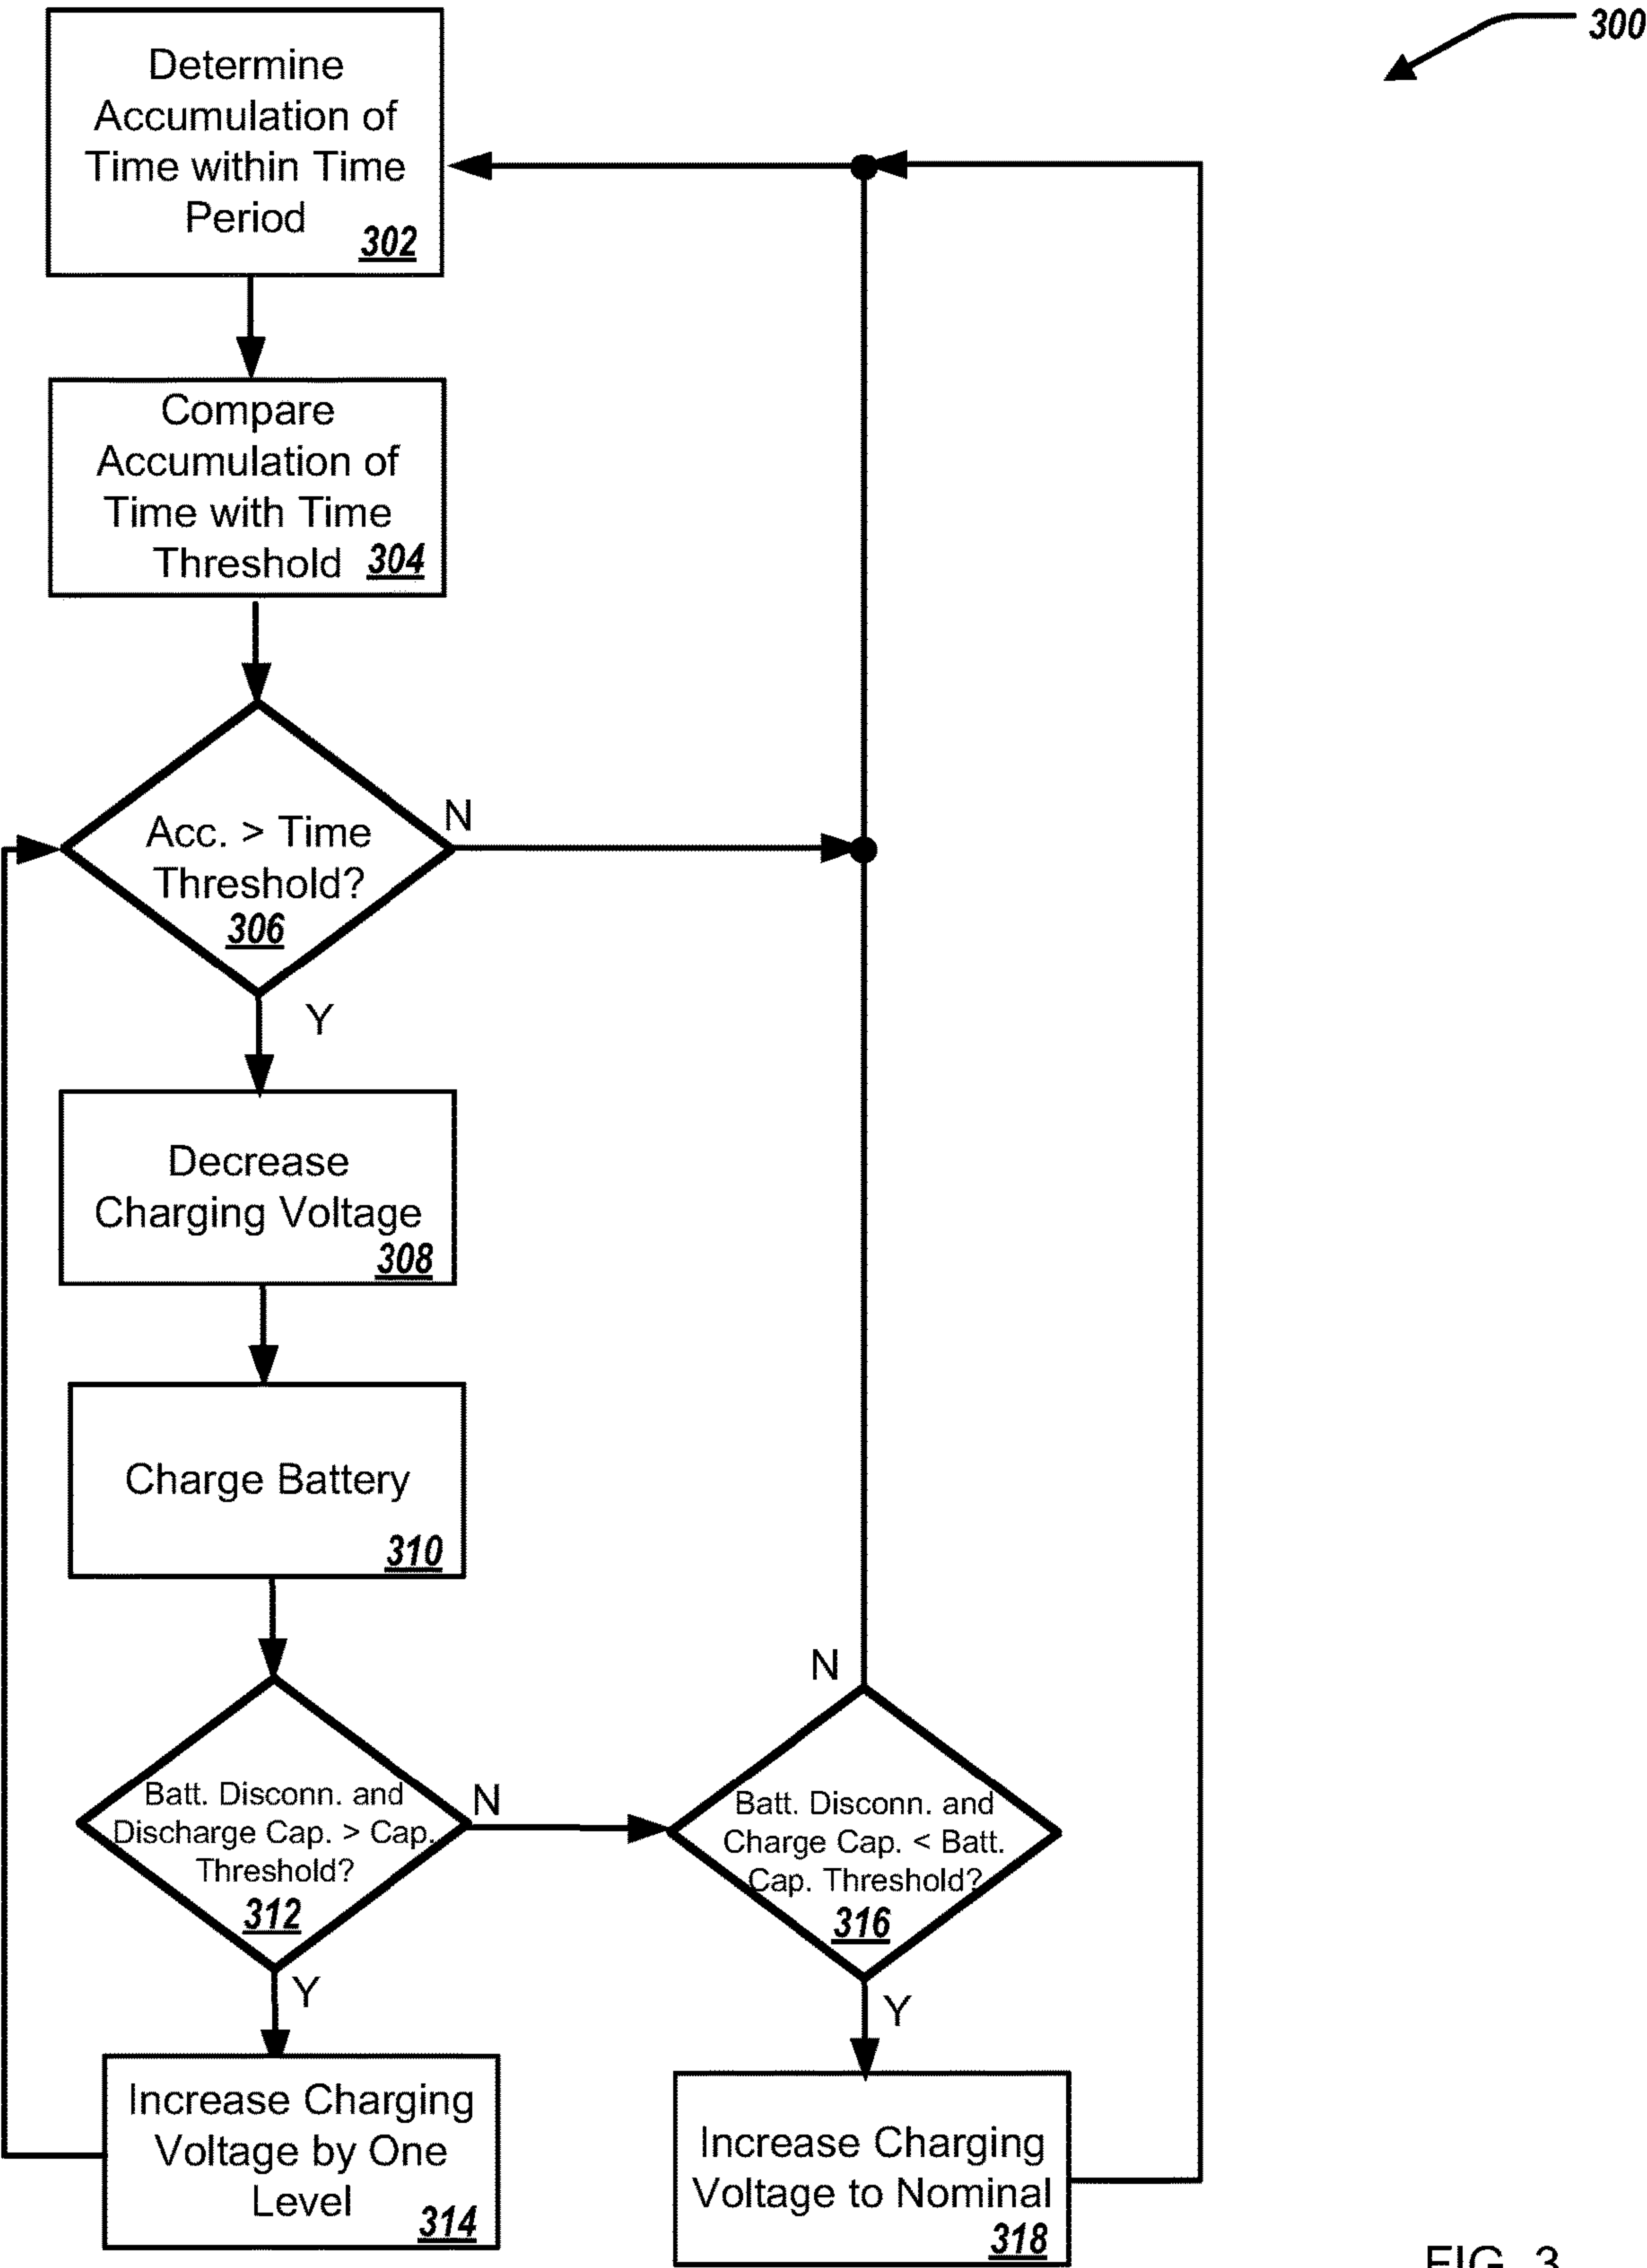 300
Determine
Accumulation of
Time within Time
Period
302
Compare
Accumulation of
Time with Time
Threshold 304
Acc. > Time
Threshold?
306
N
Y
Decrease
Charging Voltage
308
Charge Battery
310
Batt. Disconn. and
Discharge Cap. > Cap.
Threshold?
312
N
Y
Increase Charging
Voltage by One
Level
314
N
Batt. Disconn. and
Charge Cap. < Batt.
Cap. Threshold?
316
Y
Increase Charging
Voltage to Nominal
318
FIG. 3